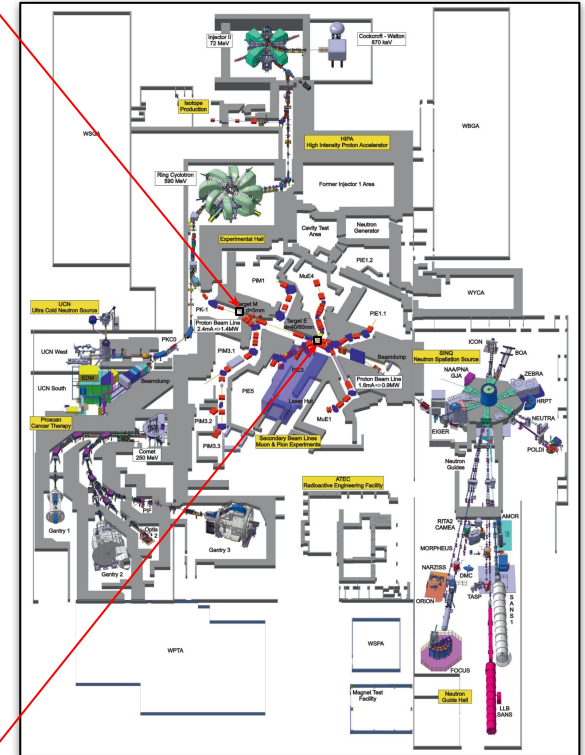 Injector II
72 MeV
Cockcroft - Walton
870 keV
Isotope
Production
WSGA
WBGA
HIPA
High Intensity Proton Accelerator
Ring Cyclotron
590 MeV
Former Injector 1 Area
Experimental Hall
Cavity Test
Area
Neutron
Generator
PIE1.2
PIM1
MuE4
WYCA
PK-1
Target M
d=5mm
Target E
d=40/60mm
PIE1.1
UCN
Ultra Cold Neutron Source
Proton Beam Line
2.4mA <>1.4MW
PKC0
UCN West
ICON
BOA
SINQ
Neutron Spallation Source
NAA/PNA
GJA
ZEBRA
PIM3.1
Beamdump
HRPT
UCN South
EDM
Beamdump
PIE5
Laser Hut
Proton Beam Line
1.6mA <>0.9MW
NEUTRA
EIGER
POLDI
Proscan
Cancer Therapy
PIM3.2
MuE1
Secondary Beam Lines
Muon & Pion Experiments
PIM3.3
Comet
250 MeV
Neutron
Guides
ATEC
Radioactive Engineering Facility
PIF
AMOR
RITA2
CAMEA
Gantry 1
Optis
2
Gantry 3
MORPHEUS
Gantry 2
NARZISS
DMC
TASP
ORION
SANS1
WPTA
WSPA
FOCUS
Magnet Test
Facility
Neutron
Guide Hall
LLB
SANS